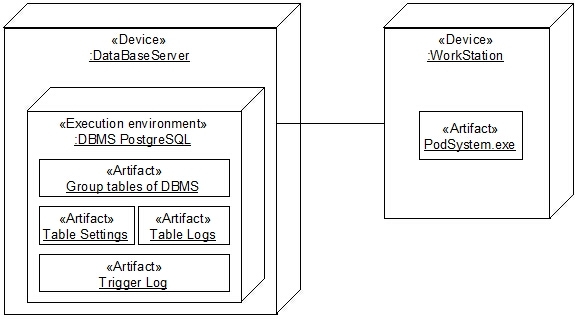 «Device»
:DataBaseServer
«Execution environment»
:DBMS PostgreSQL
«Artifact»
Group tables of DBMS
«Artifact»
Table Settings
«Artifact»
Table Logs
«Artifact»
Trigger Log
«Device»
:WorkStation
«Artifact»
PodSystem.exe